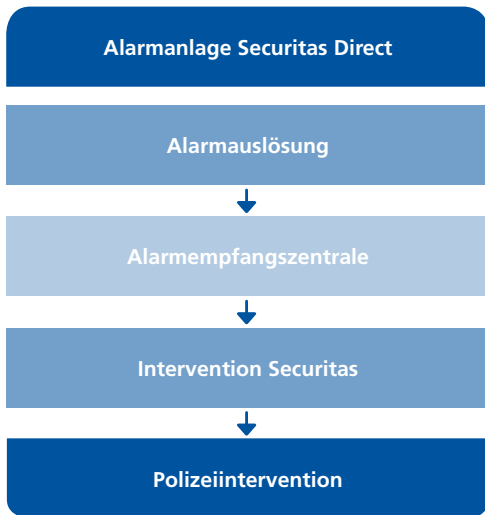 Alarmanlage Securitas Direct
Alarmauslösung
Alarmempfangszentrale
Intervention Securitas
Polizeiintervention